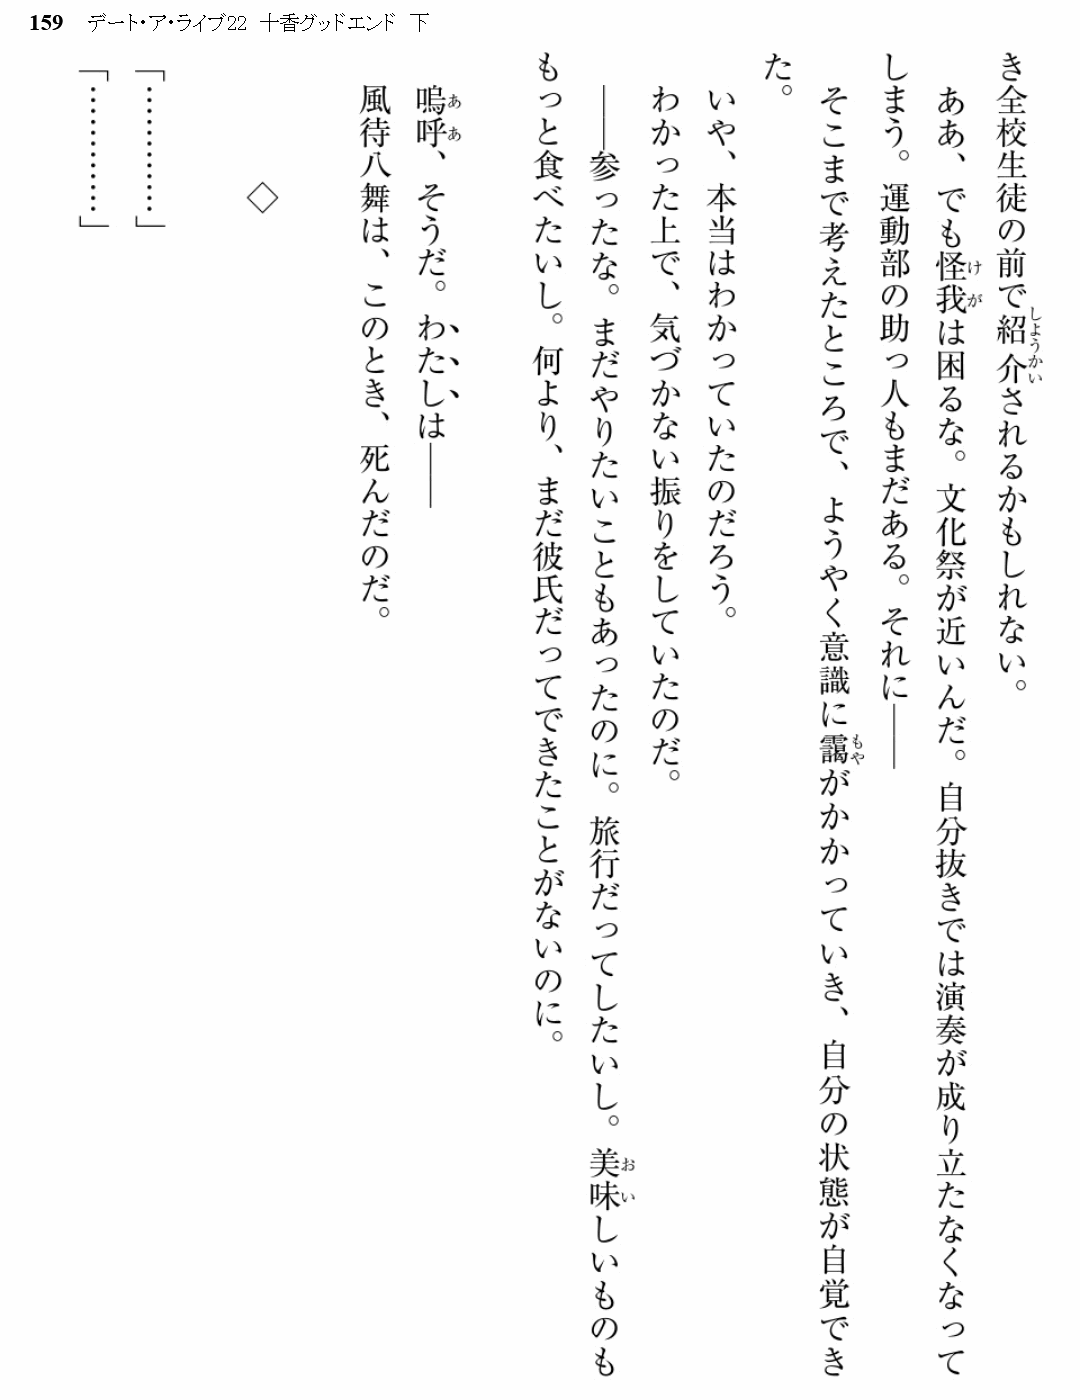 159 デート・ア・ライブ22 十香グッドエンド 下
き全校生徒の前で紹介されるかもしれない。
ああ、でも怪我は困るな。文化祭が近いんだ。自分抜きでは演奏が成り立たなくなって
しまう。運動部の助っ人もまだある。それに――
そこまで考えたところで、ようやく意識に靄がかかっていき、自分の状態が自覚でき
た。
いや、本当はわかっていたのだろう。
わかった上で、気づかない振りをしていたのだ。
――参ったな。まだやりたいこともあったのに。旅行だってしたいし。美味しいものも
もっと食べたいし。何より、まだ彼氏だってできたことがないのに。
嗚呼、そうだ。わたしは――
風待八舞は、このとき、死んだのだ。
◇
「…………」
「…………」